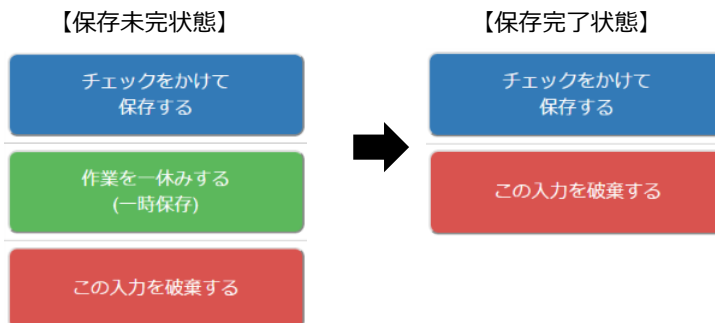 【保存未完状態】
チェックをかけて
保存する
作業を一休みする
(一時保存)
この入力を破棄する
【保存完了状態】
チェックをかけて
保存する
この入力を破棄する